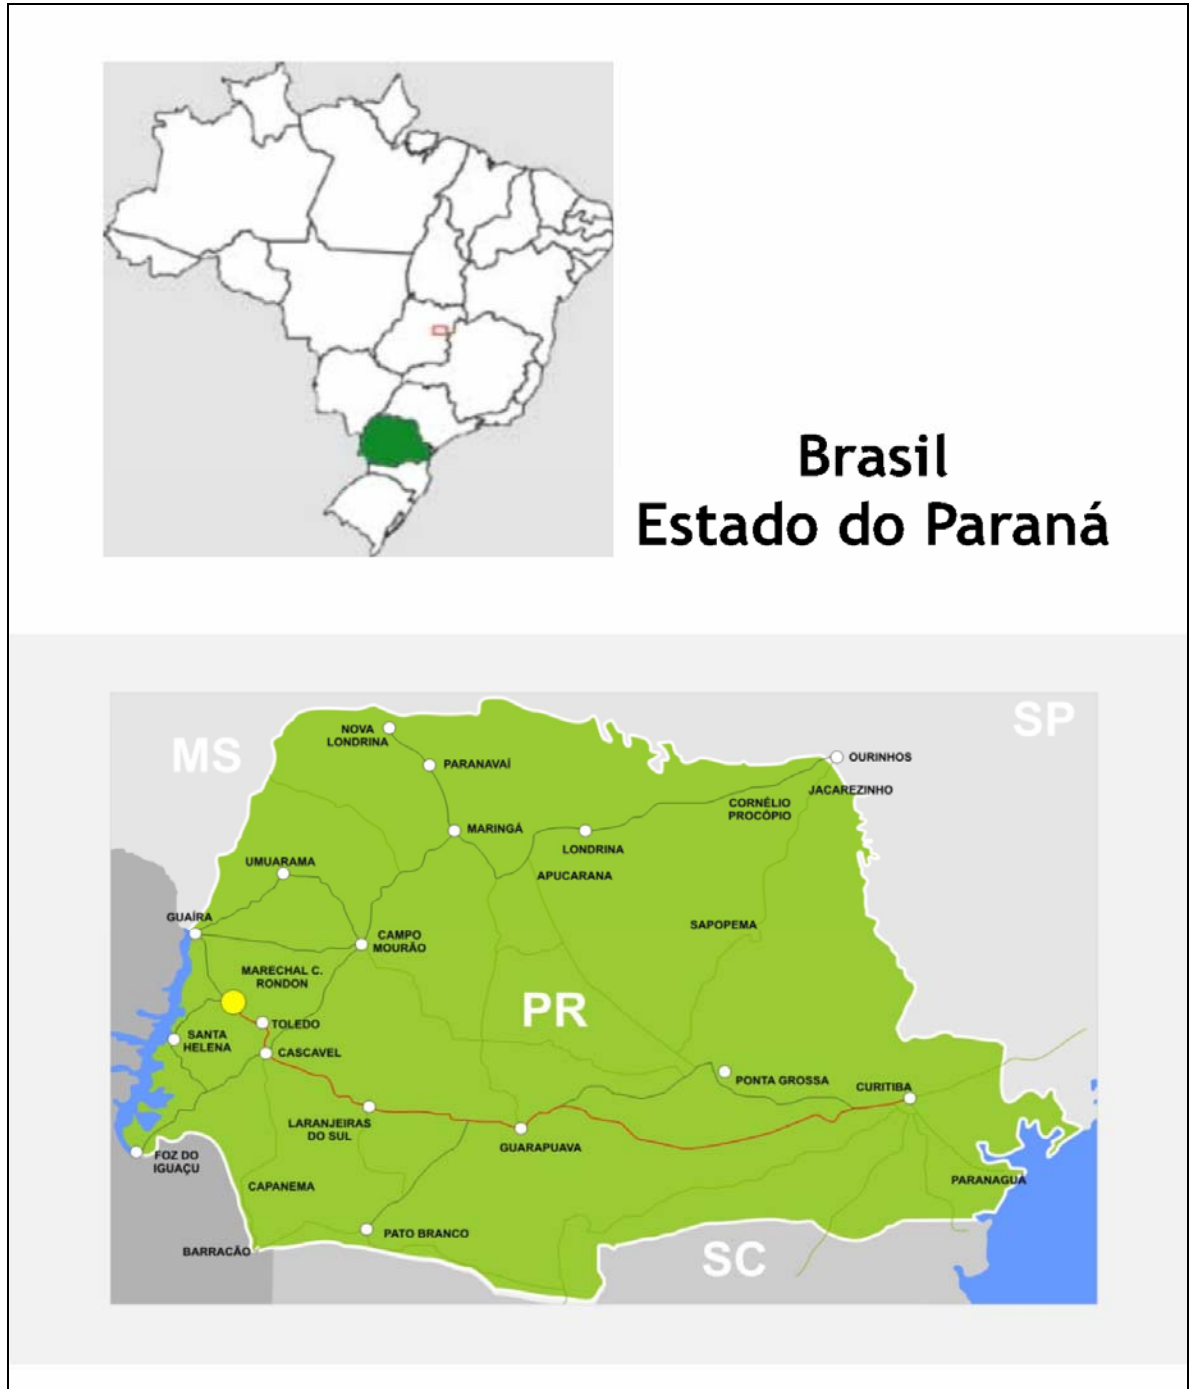 Brasil
Estado do Paraná
MS
SP
NOVA
LONDRINA
PARANAVAÍ
OURINHOS
JACAREZINHO
CORNÉLIO
PROCÓPIO
MARINGÁ
LONDRINA
UMUARAMA
APUCARANA
GUAÍRA
SAPOPEMA
CAMPO
MOURÃO
MARECHAL C.
RONDON
PR
TOLEDO
SANTA
HELENA
CASCAVEL
PONTA GROSSA
CURITIBA
LARANJEIRAS
DO SUL
GUARAPUAVA
FOZ DO
IGUAÇU
CAPANEMA
PARANAGUÁ
PATO BRANCO
BARRACÃO
SC